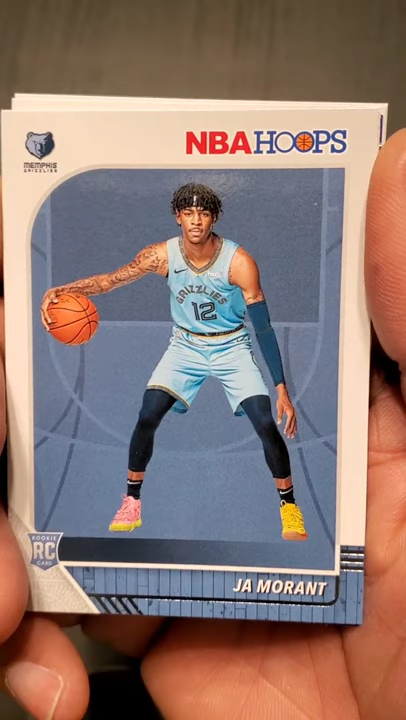 MEMPHIS
GRIZZLIES
NBA HOOPS
GRIZZLIES
12
ROOKIE
RC
CARD
JA MORANT